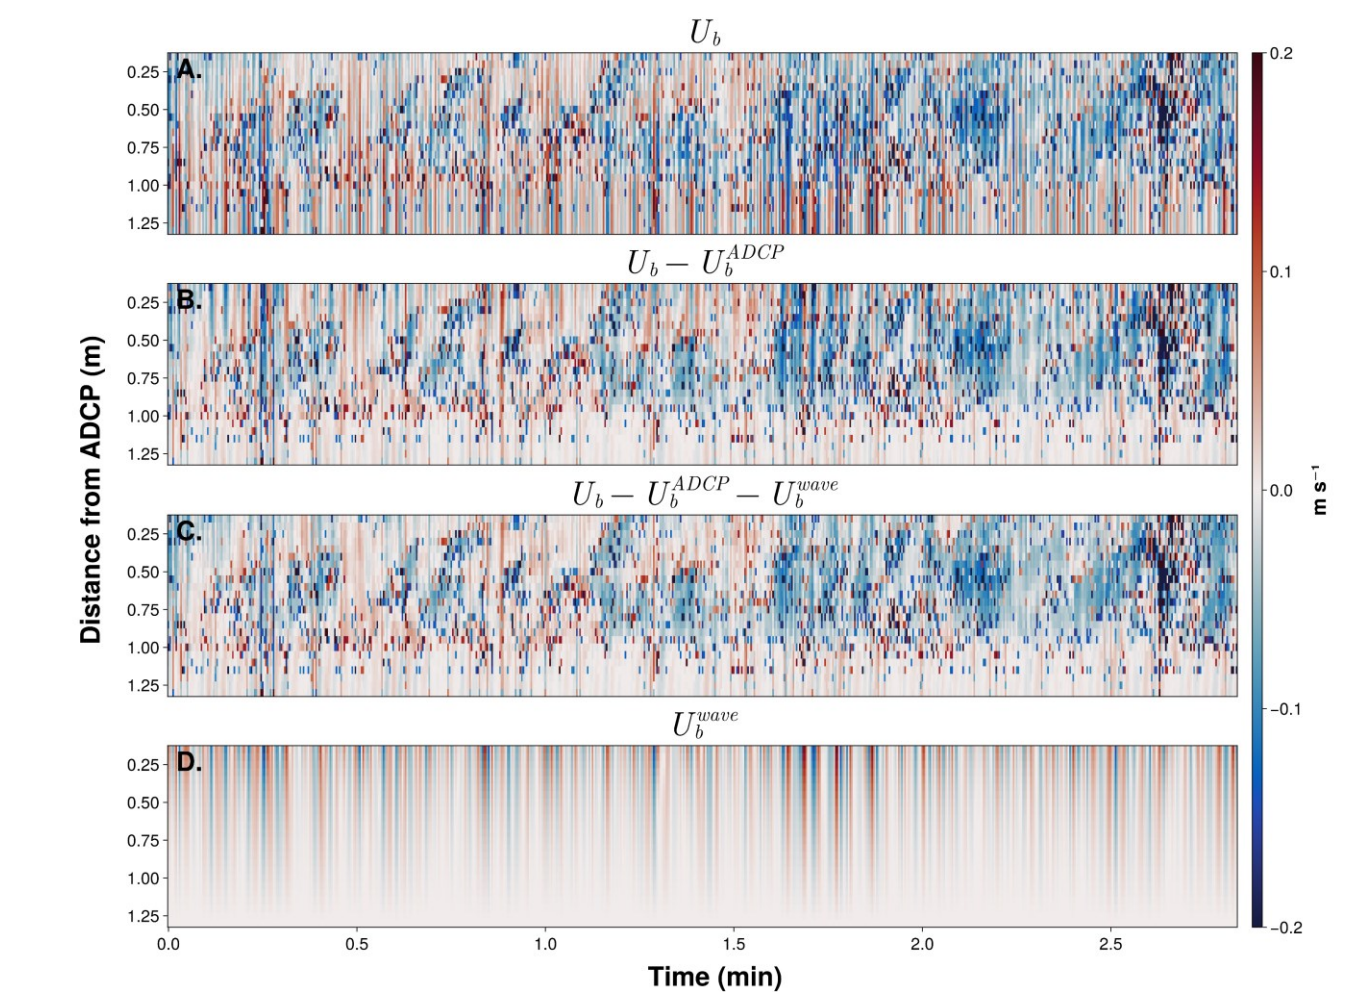 U_b
A.
0.25
0.50
0.75
1.00
1.25
U_b − U_b^{ADCP}
B.
0.25
0.50
0.75
1.00
1.25
U_b − U_b^{ADCP} − U_b^{wave}
C.
0.25
0.50
0.75
1.00
1.25
U_b^{wave}
D.
0.25
0.50
0.75
1.00
1.25
0.0 0.5 1.0 1.5 2.0 2.5
Time (min)
Distance from ADCP (m)
0.2
0.1
0.0
−0.1
−0.2
m s⁻¹